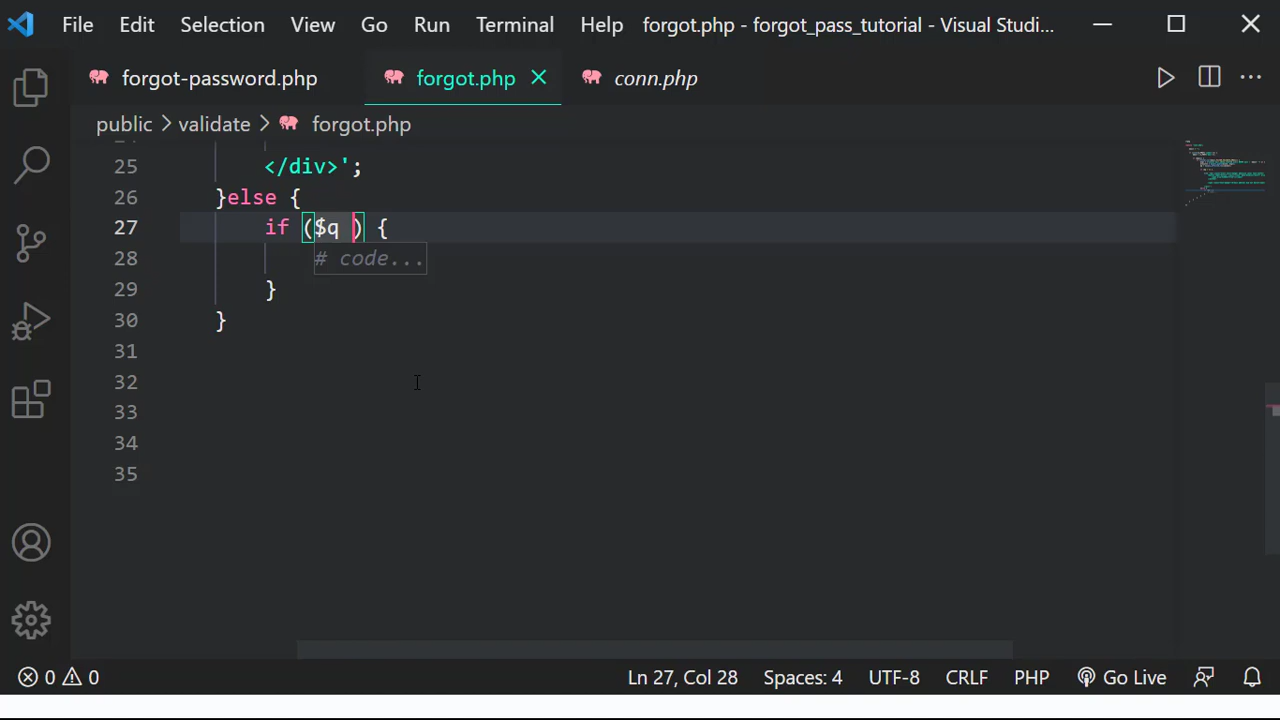 File Edit Selection View Go Run Terminal Help forgot.php - forgot_pass_tutorial - Visual Studi...
forgot-password.php forgot.php conn.php
public > validate > forgot.php
25 </div>';
26 }else {
27 if ($q ) {
28 # code...
29 }
30 }
31
32
33
34
35
0 0 Ln 27, Col 28 Spaces: 4 UTF-8 CRLF PHP Go Live